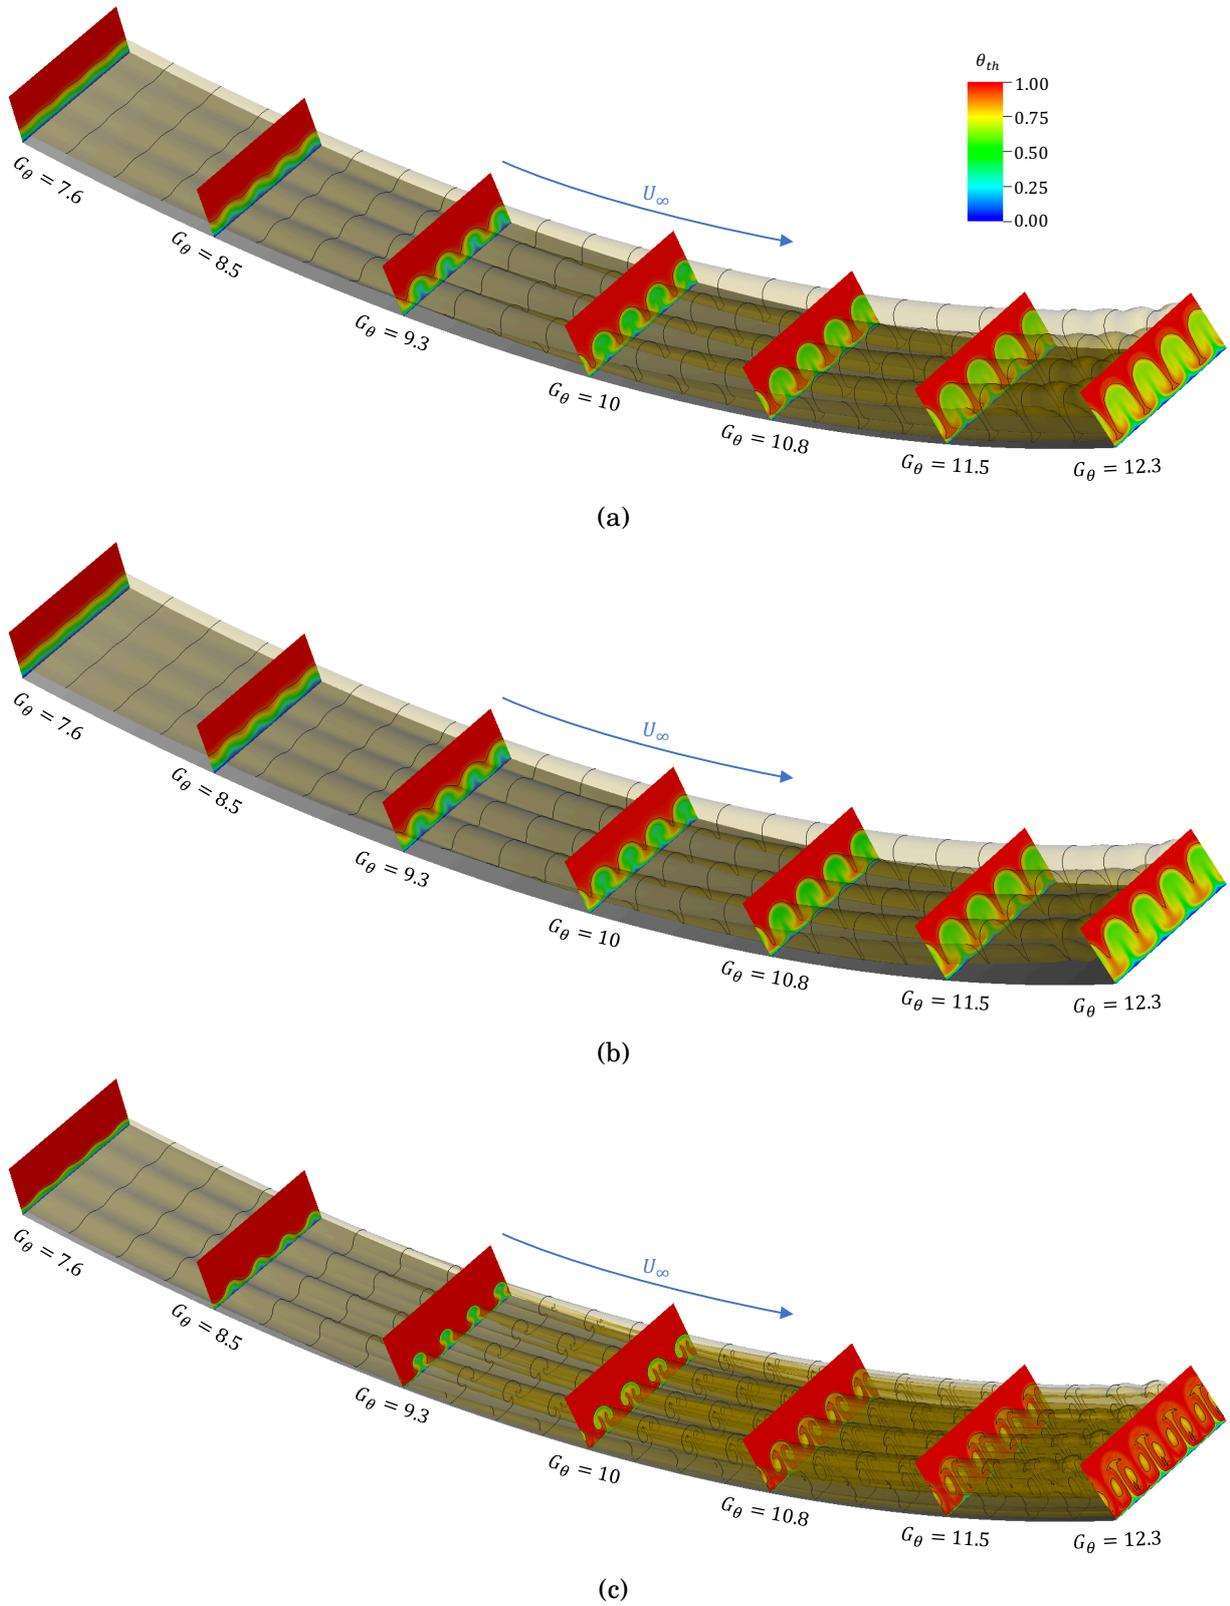 θ_th
1.00
0.75
0.50
0.25
0.00
U_∞
G_θ = 7.6
G_θ = 8.5
G_θ = 9.3
G_θ = 10
G_θ = 10.8
G_θ = 11.5
G_θ = 12.3
(a)
U_∞
G_θ = 7.6
G_θ = 8.5
G_θ = 9.3
G_θ = 10
G_θ = 10.8
G_θ = 11.5
G_θ = 12.3
(b)
U_∞
G_θ = 7.6
G_θ = 8.5
G_θ = 9.3
G_θ = 10
G_θ = 10.8
G_θ = 11.5
G_θ = 12.3
(c)